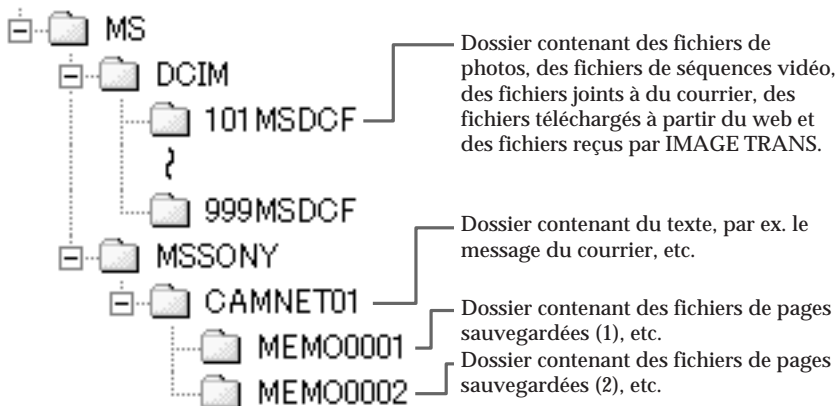 MS
DCIM
101MSDCF
999MSDCF
MSSONY
CAMNET01
MEMO0001
MEMO0002
Dossier contenant des fichiers de
photos, des fichiers de séquences vidéo,
des fichiers joints à du courrier, des
fichiers téléchargés à partir du web et
des fichiers reçus par IMAGE TRANS.
Dossier contenant du texte, par ex. le
message du courrier, etc.
Dossier contenant des fichiers de pages
sauvegardées (1), etc.
Dossier contenant des fichiers de pages
sauvegardées (2), etc.